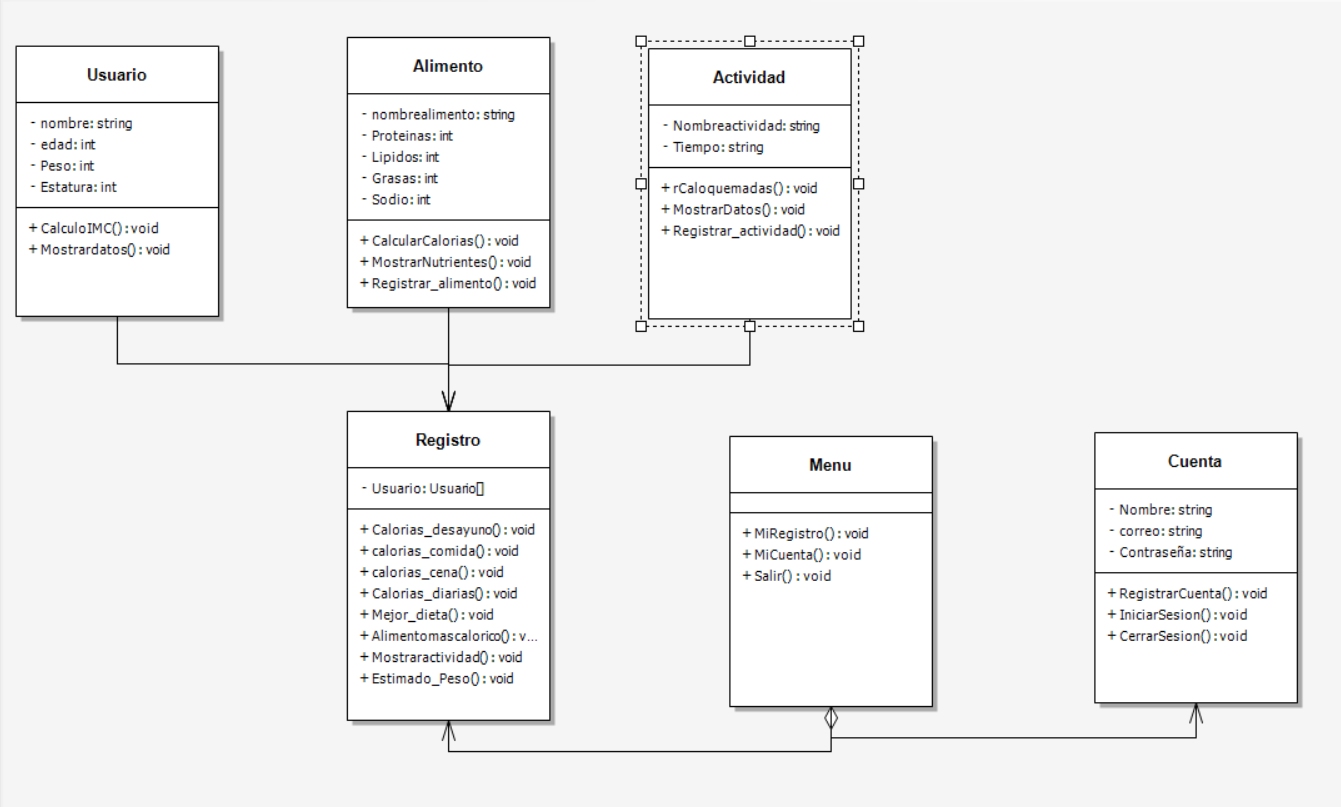 Usuario
- nombre: string
- edad: int
- Peso: int
- Estatura: int
+ CalculoIMC() : void
+ Mostrardatos() : void
Alimento
- nombrealimento: string
- Proteinas: int
- Lipidos: int
- Grasas: int
- Sodio: int
+ CalcularCalorias() : void
+ MostrarNutrientes() : void
+ Registrar_alimento() : void
Actividad
- Nombreactividad: string
- Tiempo: string
+ rCaloquemadas() : void
+ MostrarDatos() : void
+ Registrar_actividad() : void
Registro
- Usuario: Usuario[]
+ Calorias_desayuno() : void
+ calorias_comida() : void
+ calorias_cena() : void
+ Calorias_diarias() : void
+ Mejor_dieta() : void
+ Alimentomascalorico() : v...
+ Mostraractividad() : void
+ Estimado_Peso() : void
Menu
+ MiRegistro() : void
+ MiCuenta() : void
+ Salir() : void
Cuenta
- Nombre: string
- correo: string
- Contraseña: string
+ RegistrarCuenta() : void
+ IniciarSesion() : void
+ CerrarSesion() : void